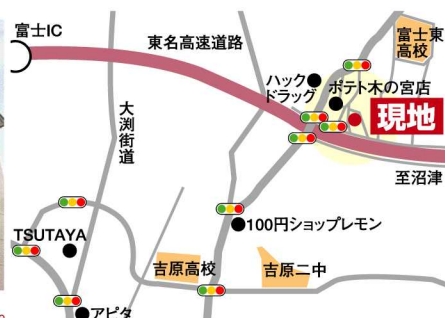 富士IC
東名高速道路
富士東
高校
ハック
ドラッグ
ポテト木の宮店
現地
大渕街道
至沼津
TSUTAYA
100円ショップレモン
吉原高校
吉原二中
アピタ